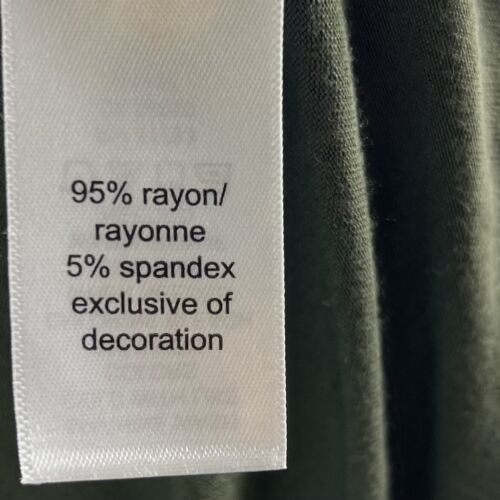 95% rayon/
rayonne
5% spandex
exclusive of
decoration